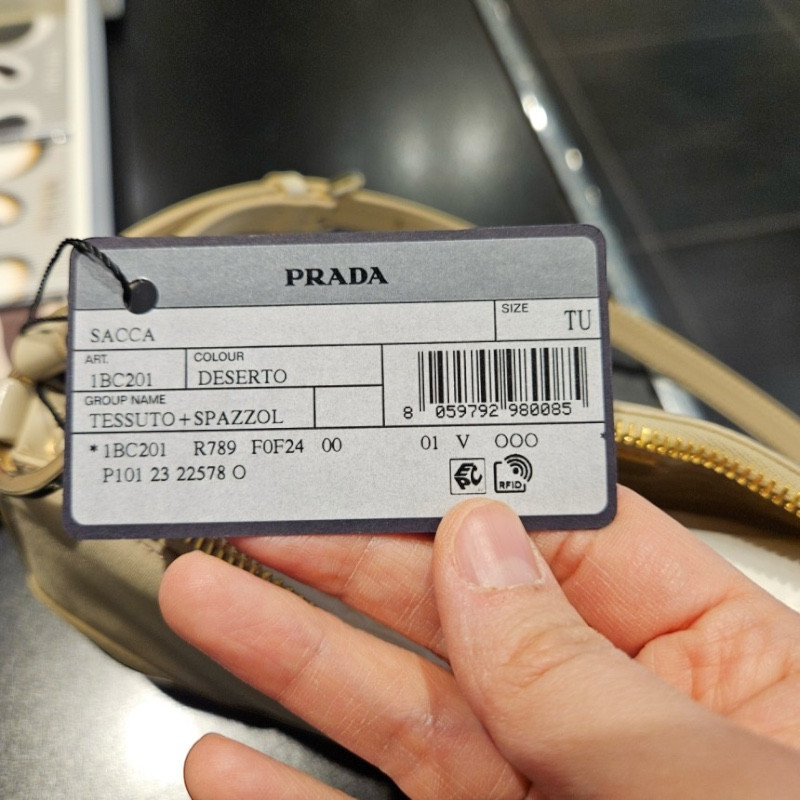 PRADA
SACCA
SIZE TU
ART. 1BC201
COLOUR DESERTO
GROUP NAME
TESSUTO+SPAZZOL
8 059792 980085
*1BC201 R789 F0F24 00 01 V OOO
P101 23 22578 O
EPC RFID